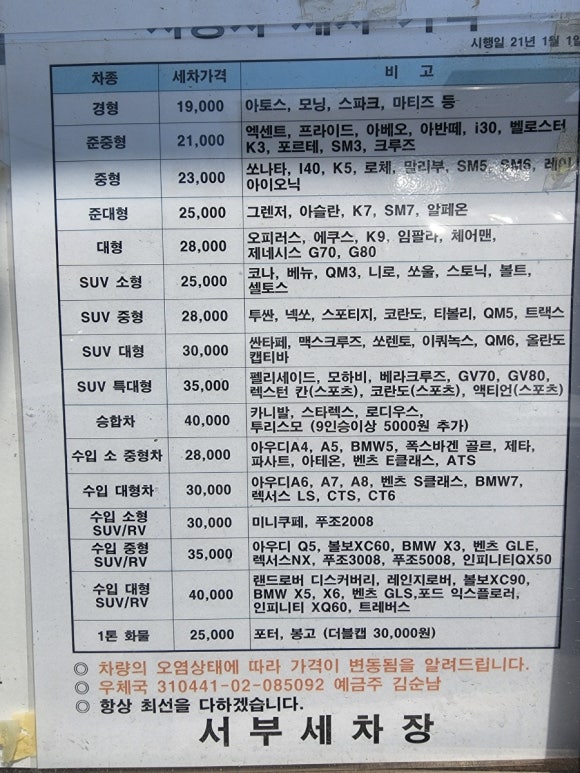 자동차 세차 가격
시행일 21년 1월 1일
차종 세차가격 비 고
경형 19,000 아토스, 모닝, 스파크, 마티즈 등
준중형 21,000 엑센트, 프라이드, 아베오, 아반떼, i30, 벨로스터
K3, 포르테, SM3, 크루즈
중형 23,000 쏘나타, I40, K5, 로체, 말리부, SM5, SM6, 레이
아이오닉
준대형 25,000 그렌저, 아슬란, K7, SM7, 알페온
대형 28,000 오피러스, 에쿠스, K9, 임팔라, 체어맨,
제네시스 G70, G80
SUV 소형 25,000 코나, 베뉴, QM3, 니로, 쏘울, 스토닉, 볼트,
셀토스
SUV 중형 28,000 투싼, 넥쏘, 스포티지, 코란도, 티볼리, QM5, 트랙스
SUV 대형 30,000 싼타페, 맥스크루즈, 쏘렌토, 이쿼녹스, QM6, 올란도
캡티바
SUV 특대형 35,000 펠리세이드, 모하비, 베라크루즈, GV70, GV80
렉스턴 칸(스포츠), 코란도(스포츠), 액티언(스포츠)
승합차 40,000 카니발, 스타렉스, 로디우스,
투리스모 (9인승이상 5000원 추가)
수입 소 중형차 28,000 아우디A4, A5, BMW5, 폭스바겐 골르, 제타,
파사트, 아테온, 벤츠 E클래스, ATS
수입 대형차 30,000 아우디A6, A7, A8, 벤츠 S클래스, BMW7,
렉서스 LS, CTS, CT6
수입 소형
SUV/RV 30,000 미니쿠페, 푸조2008
수입 중형
SUV/RV 35,000 아우디 Q5, 볼보XC60, BMW X3, 벤츠 GLE,
렉서스NX, 푸조3008, 푸조5008, 인피니티QX50
수입 대형
SUV/RV 40,000 랜드로버 디스커버리, 레인지로버, 볼보XC90,
BMW X5, X6, 벤츠 GLS,포드 익스플로러,
인피니티 XQ60, 트레버스
1톤 화물 25,000 포터, 봉고 (더블캡 30,000원)
◎ 차량의 오염상태에 따라 가격이 변동됨을 알려드립니다.
◎ 우체국 310441-02-085092 예금주 김순남
◎ 항상 최선을 다하겠습니다.
서부세차장